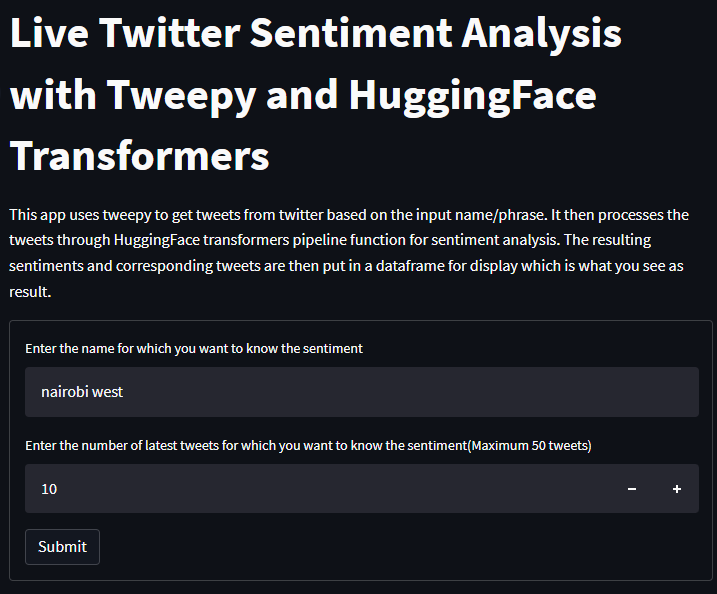 Live Twitter Sentiment Analysis
with Tweepy and HuggingFace
Transformers
This app uses tweepy to get tweets from twitter based on the input name/phrase. It then processes the
tweets through HuggingFace transformers pipeline function for sentiment analysis. The resulting
sentiments and corresponding tweets are then put in a dataframe for display which is what you see as
result.
Enter the name for which you want to know the sentiment
nairobi west
Enter the number of latest tweets for which you want to know the sentiment(Maximum 50 tweets)
10 − +
Submit